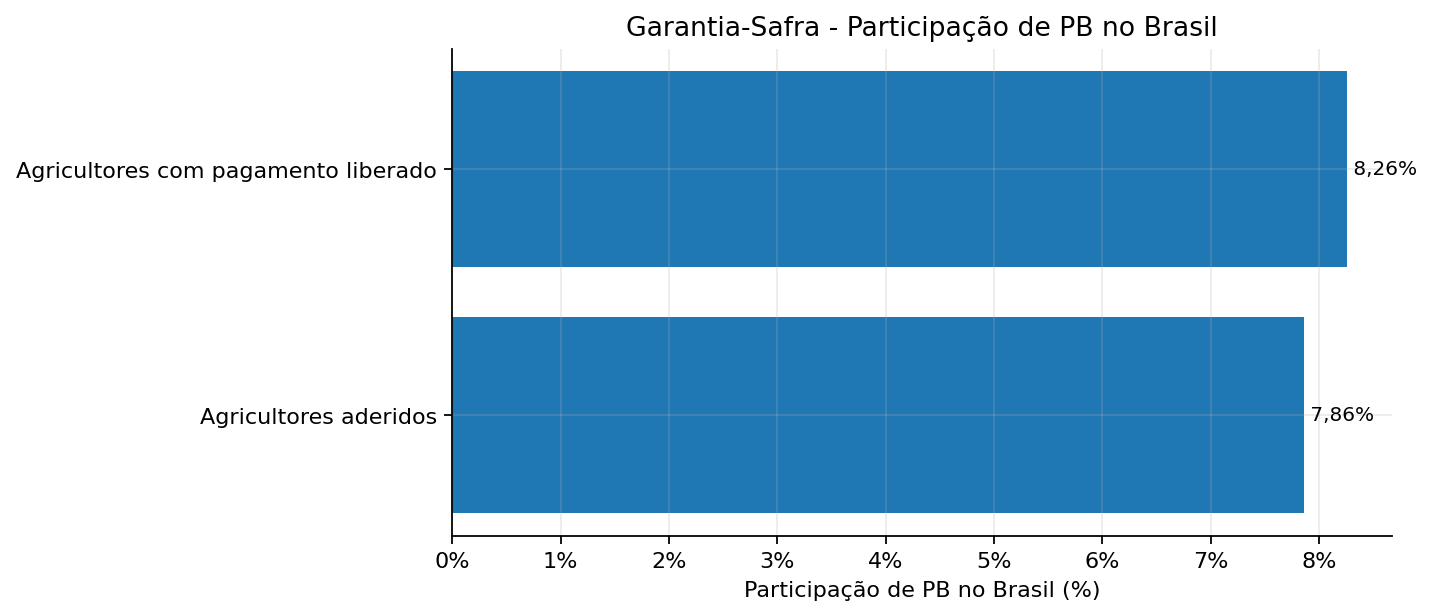 Garantia-Safra - Participação de PB no Brasil
Agricultores com pagamento liberado
8,26%
Agricultores aderidos
7,86%
0% 1% 2% 3% 4% 5% 6% 7% 8%
Participação de PB no Brasil (%)